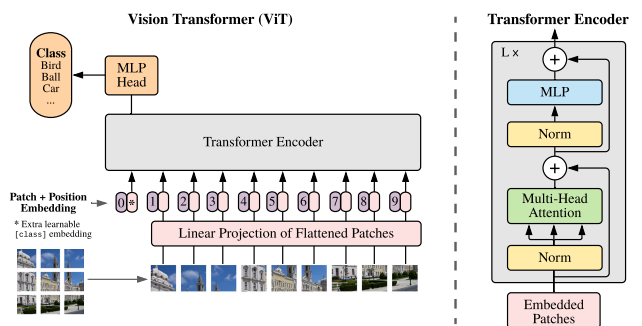 Vision Transformer (ViT)
Class
Bird
Ball
Car
...
MLP
Head
Transformer Encoder
Patch + Position
Embedding
0 * 1 2 3 4 5 6 7 8 9
* Extra learnable
[class] embedding
Linear Projection of Flattened Patches
Transformer Encoder
L ×
+
MLP
Norm
+
Multi-Head
Attention
Norm
Embedded
Patches